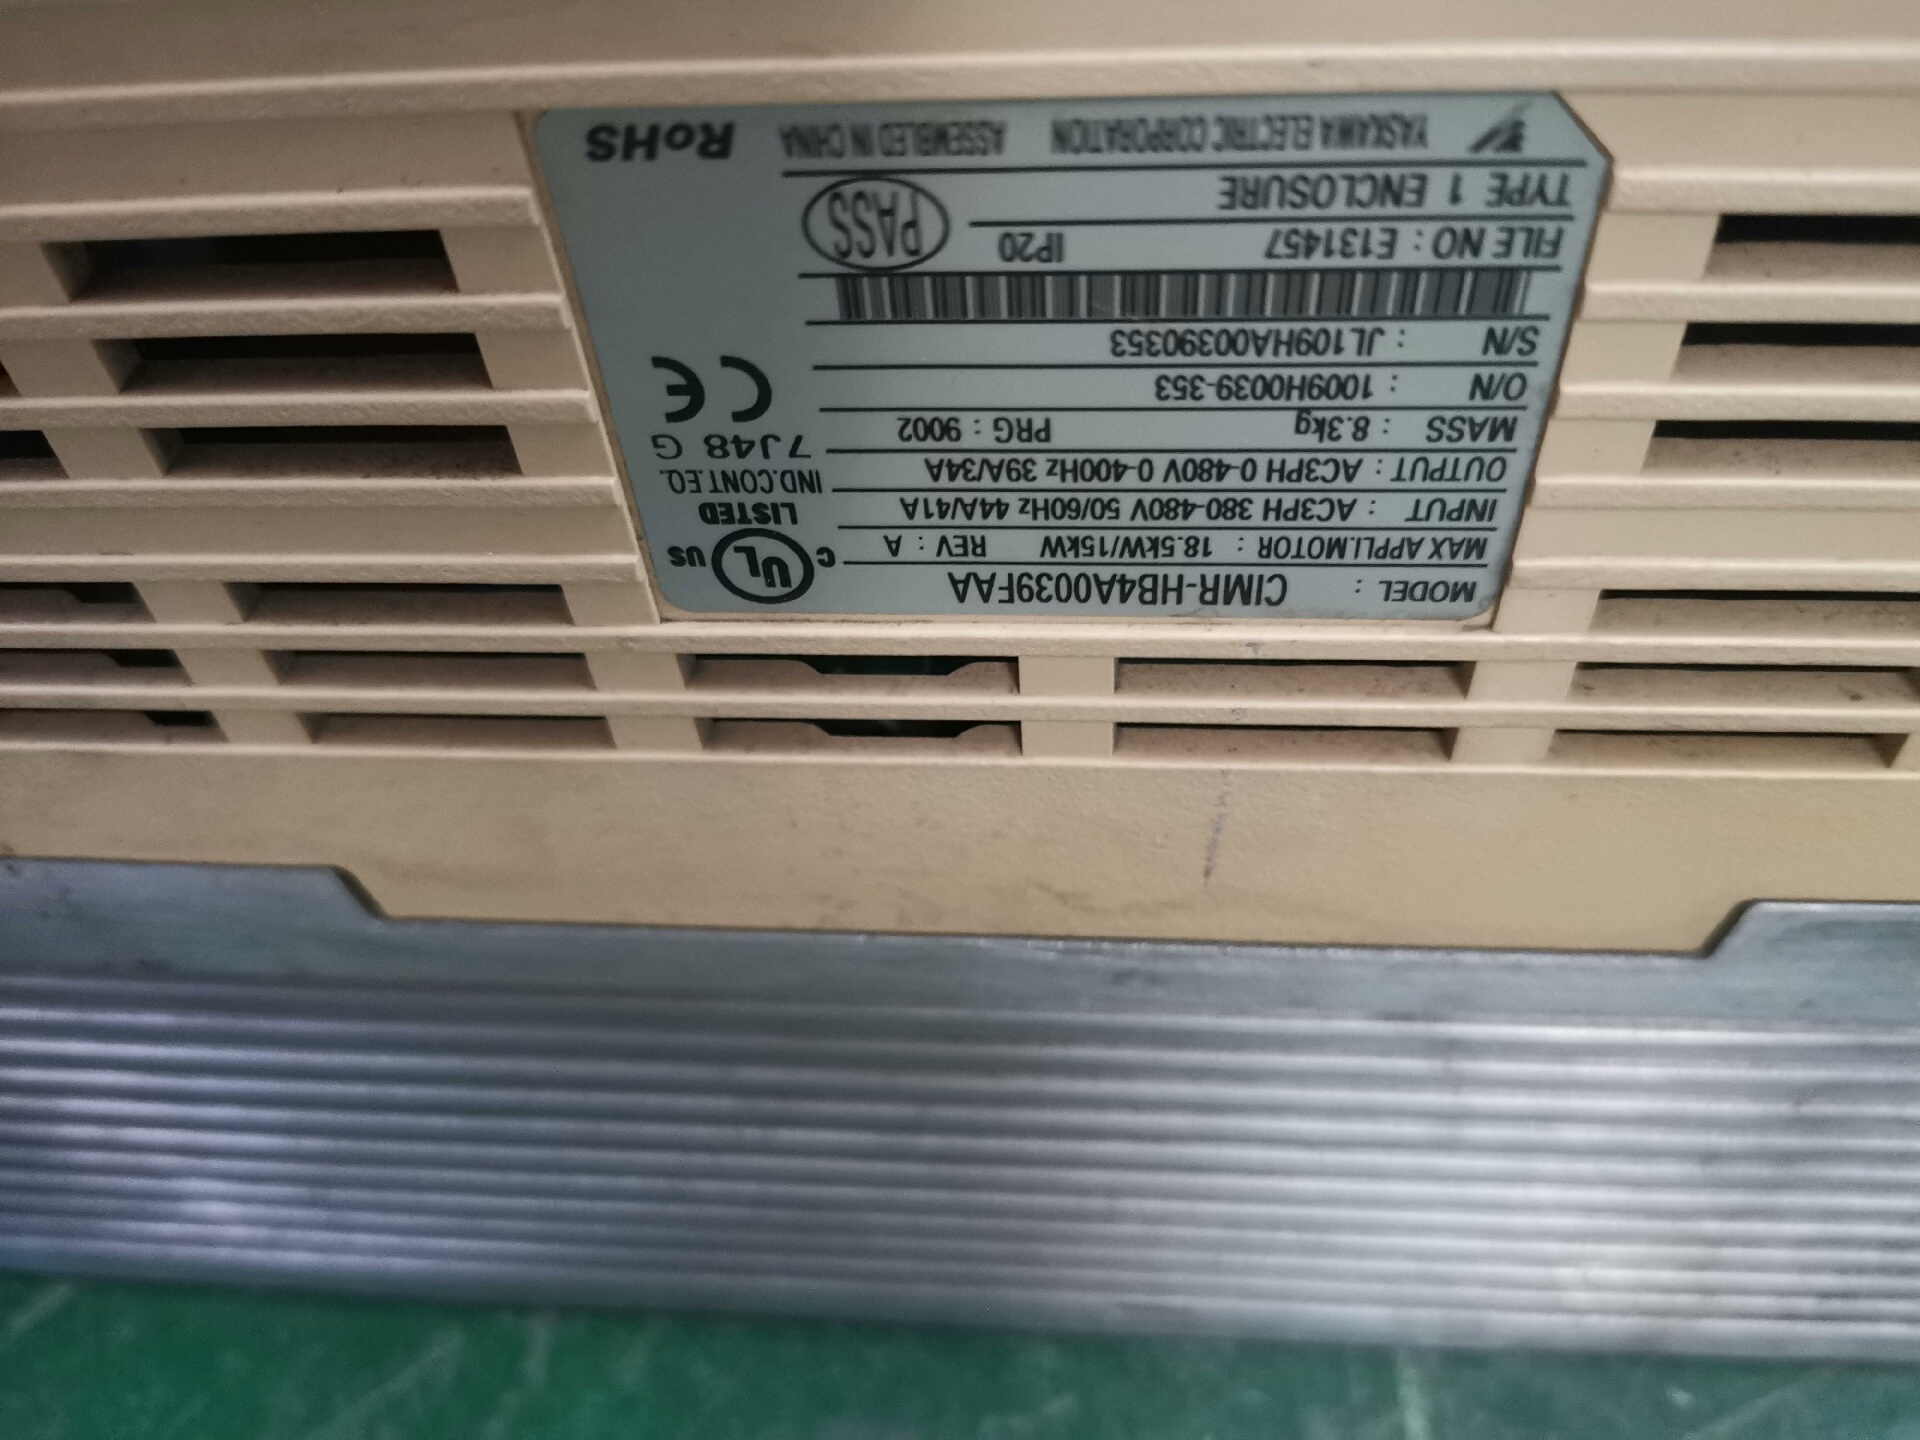 MODEL : CIMR-HB4A0039FAA
MAX APPLI.MOTOR : 18.5kW/15kW REV : A
INPUT : AC3PH 380-480V 50/60Hz 44A/41A
OUTPUT : AC3PH 0-480V 0-400Hz 39A/34A
MASS : 8.3kg PRG : 9002
O/N : 1009H0039-353
S/N : JL109HA00390353
FILE NO : E131457 IP20
TYPE 1 ENCLOSURE
PASS
YASKAWA ELECTRIC CORPORATION ASSEMBLED IN CHINA
C UL US
LISTED
IND.CONT.EQ.
7J48 G
CE
RoHS